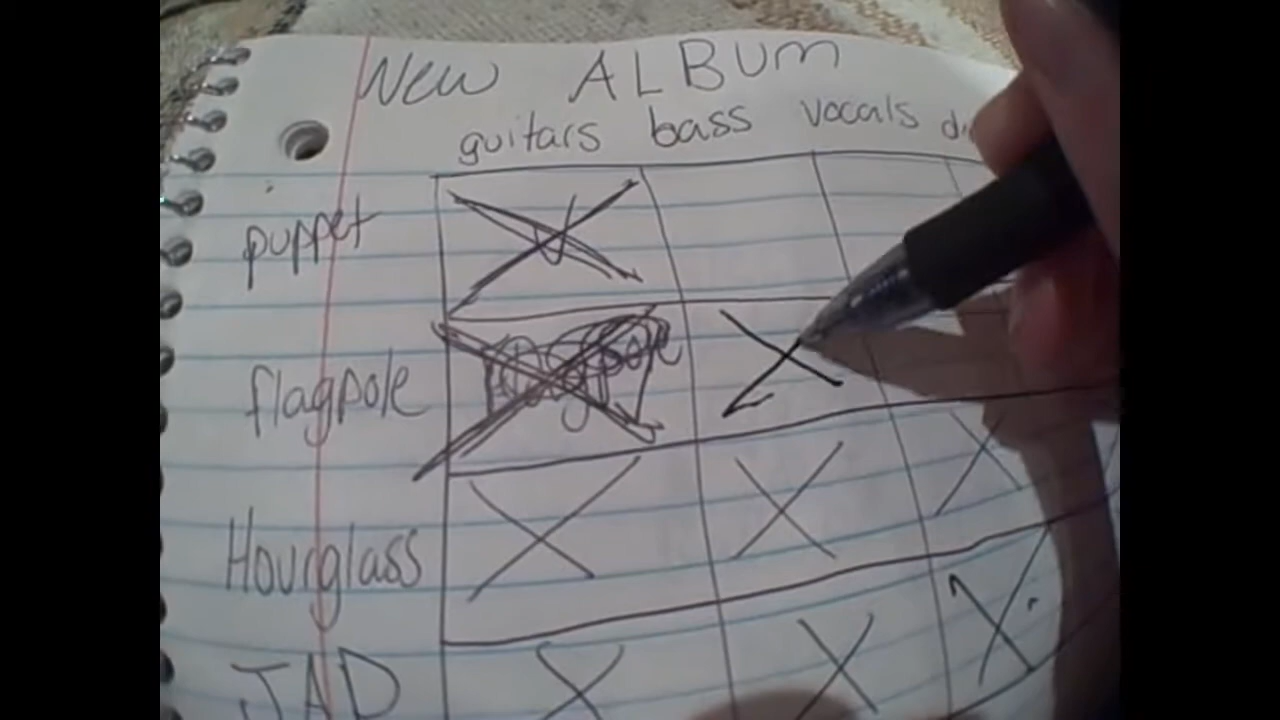 New ALBUM
guitars bass vocals
puppet
flagpole
Hourglass
JAD